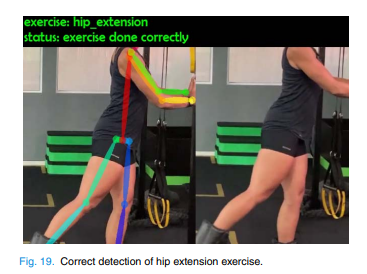 exercise: hip_extension
status: exercise done correctly
Fig. 19. Correct detection of hip extension exercise.